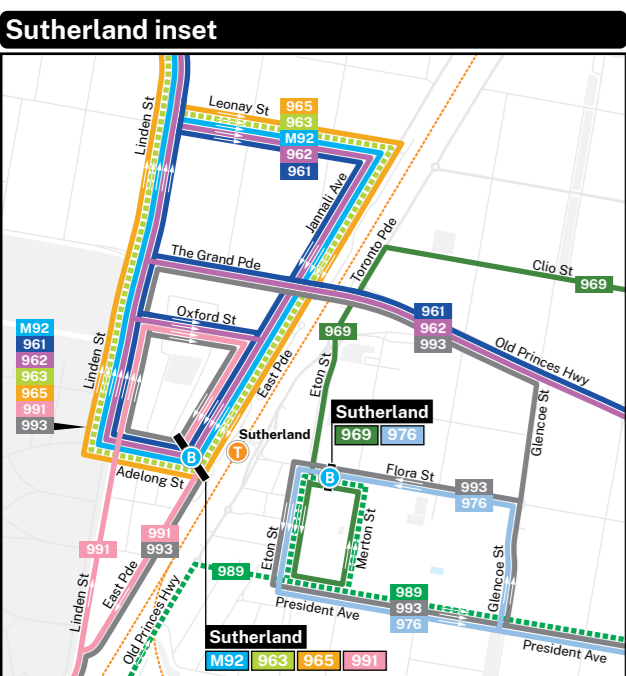 Sutherland inset
Linden St
Leonay St
965
963
M92
962
961
Jannali Ave
Toronto Pde
The Grand Pde
Clio St
969
Oxford St
969
961
962
993
Old Princes Hwy
M92
961
962
963
965
991
993
Linden St
East Pde
Eton St
Glencoe St
Sutherland
969 976
B
T
Sutherland
Adelong St
B
Flora St
993
976
991
991
993
Eton St
Merton St
Glencoe St
Linden St
East Pde
Old Princes Hwy
989
989
993
976
President Ave
President Ave
Sutherland
M92 963 965 991